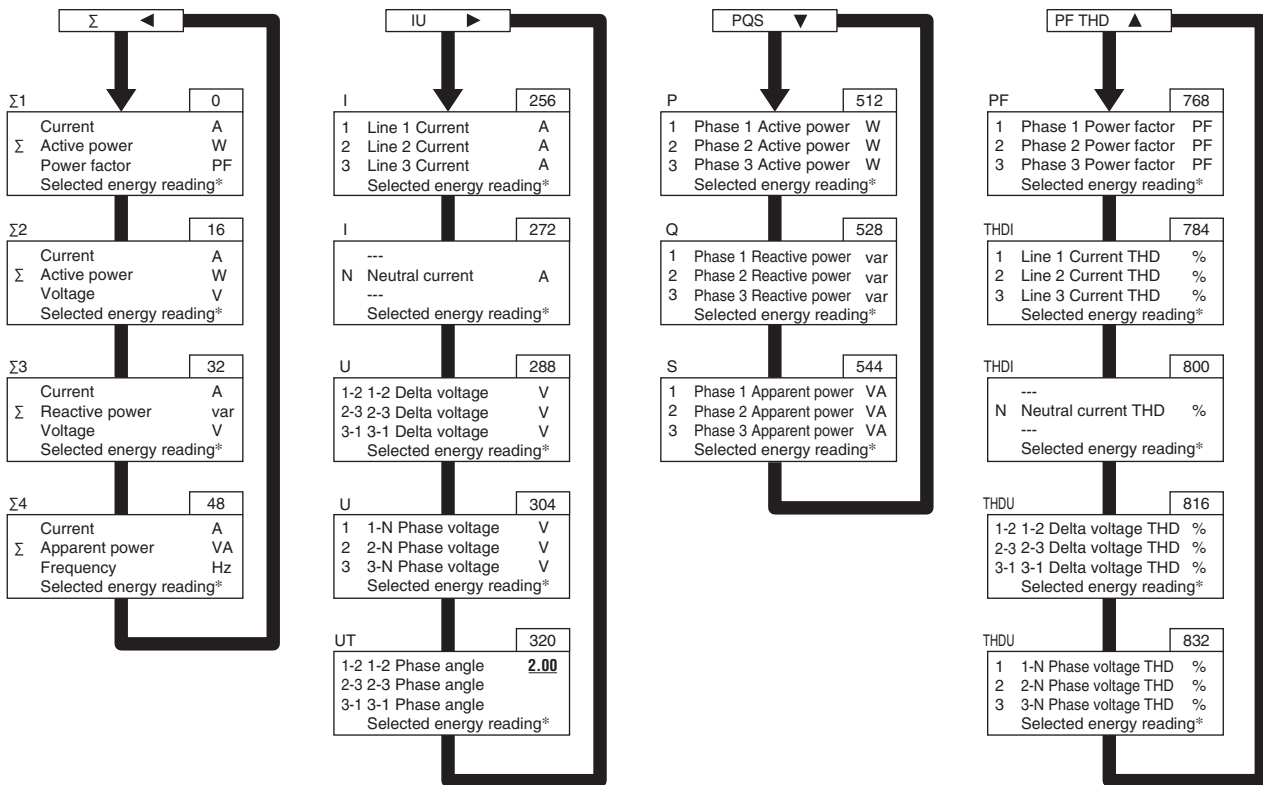 Σ ◄
Σ1 0
Current A
Σ Active power W
Power factor PF
Selected energy reading*
Σ2 16
Current A
Σ Active power W
Voltage V
Selected energy reading*
Σ3 32
Current A
Σ Reactive power var
Voltage V
Selected energy reading*
Σ4 48
Current A
Σ Apparent power VA
Frequency Hz
Selected energy reading*
IU ►
I 256
1 Line 1 Current A
2 Line 2 Current A
3 Line 3 Current A
Selected energy reading*
I 272
---
N Neutral current A
---
Selected energy reading*
U 288
1-2 1-2 Delta voltage V
2-3 2-3 Delta voltage V
3-1 3-1 Delta voltage V
Selected energy reading*
U 304
1 1-N Phase voltage V
2 2-N Phase voltage V
3 3-N Phase voltage V
Selected energy reading*
UT 320
1-2 1-2 Phase angle 2.00
2-3 2-3 Phase angle
3-1 3-1 Phase angle
Selected energy reading*
PQS ▼
P 512
1 Phase 1 Active power W
2 Phase 2 Active power W
3 Phase 3 Active power W
Selected energy reading*
Q 528
1 Phase 1 Reactive power var
2 Phase 2 Reactive power var
3 Phase 3 Reactive power var
Selected energy reading*
S 544
1 Phase 1 Apparent power VA
2 Phase 2 Apparent power VA
3 Phase 3 Apparent power VA
Selected energy reading*
PF THD ▲
PF 768
1 Phase 1 Power factor PF
2 Phase 2 Power factor PF
3 Phase 3 Power factor PF
Selected energy reading*
THDI 784
1 Line 1 Current THD %
2 Line 2 Current THD %
3 Line 3 Current THD %
Selected energy reading*
THDI 800
---
N Neutral current THD %
---
Selected energy reading*
THDU 816
1-2 1-2 Delta voltage THD %
2-3 2-3 Delta voltage THD %
3-1 3-1 Delta voltage THD %
Selected energy reading*
THDU 832
1 1-N Phase voltage THD %
2 2-N Phase voltage THD %
3 3-N Phase voltage THD %
Selected energy reading*